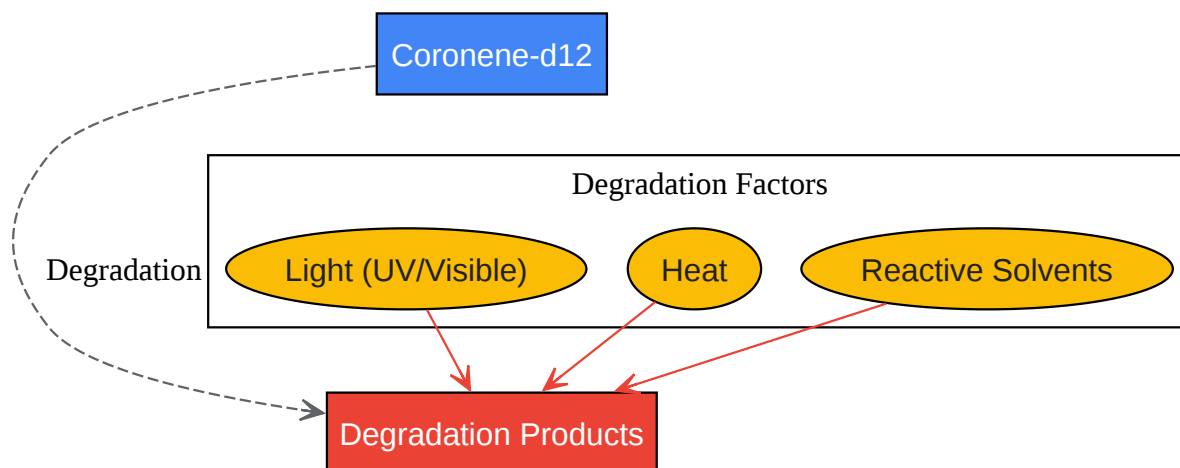 Coronene-d12
Degradation Factors
Degradation
Light (UV/Visible)
Heat
Reactive Solvents
Degradation Products